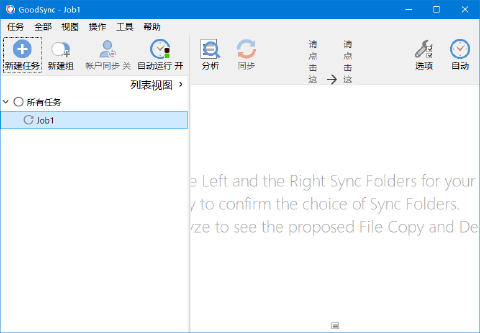 GoodSync - Job1
任务 全部 视图 操作 工具 帮助
新建任务 新建组 帐户同步 关 自动运行 开 分析 同步 请点击这 请点击这 选项 自动
列表视图
所有任务
Job1
e Left and the Right Sync Folders for your
y to confirm the choice of Sync Folders.
yze to see the proposed File Copy and De